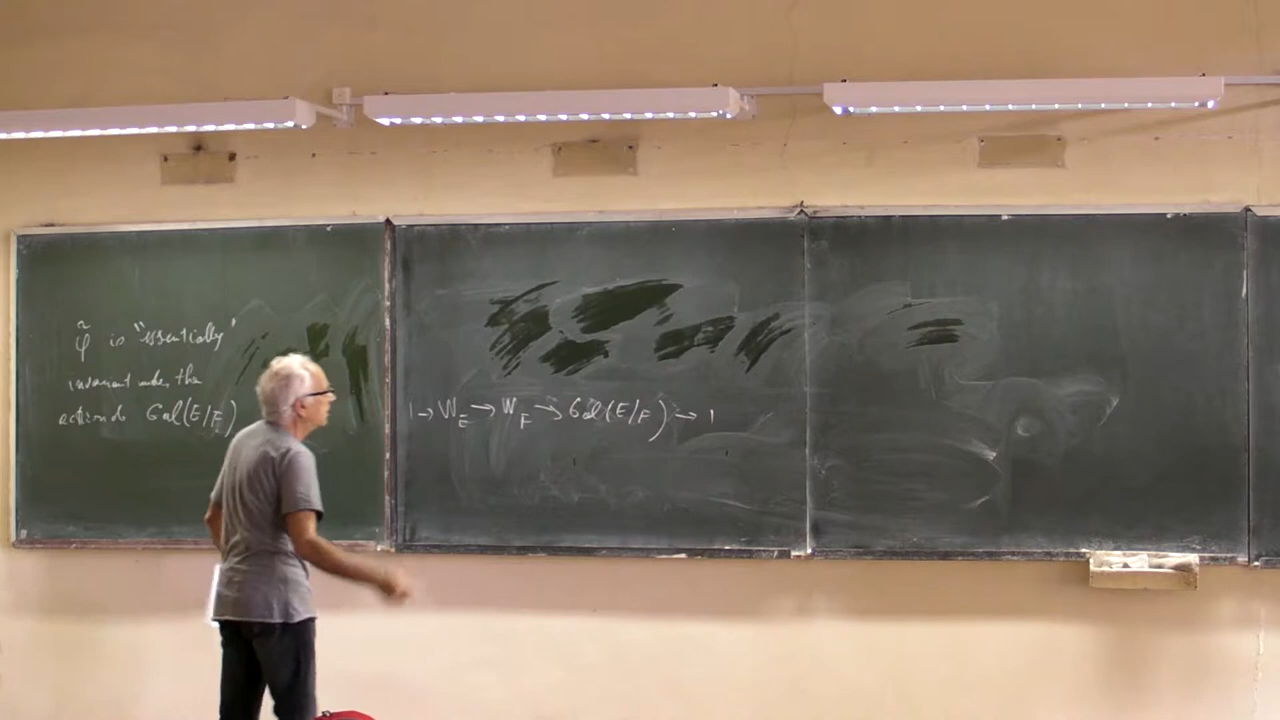 φ̃ is "essentially"
invariant under the
action of Gal(E/F)
1 → W_E → W_F → Gal(E/F) → 1